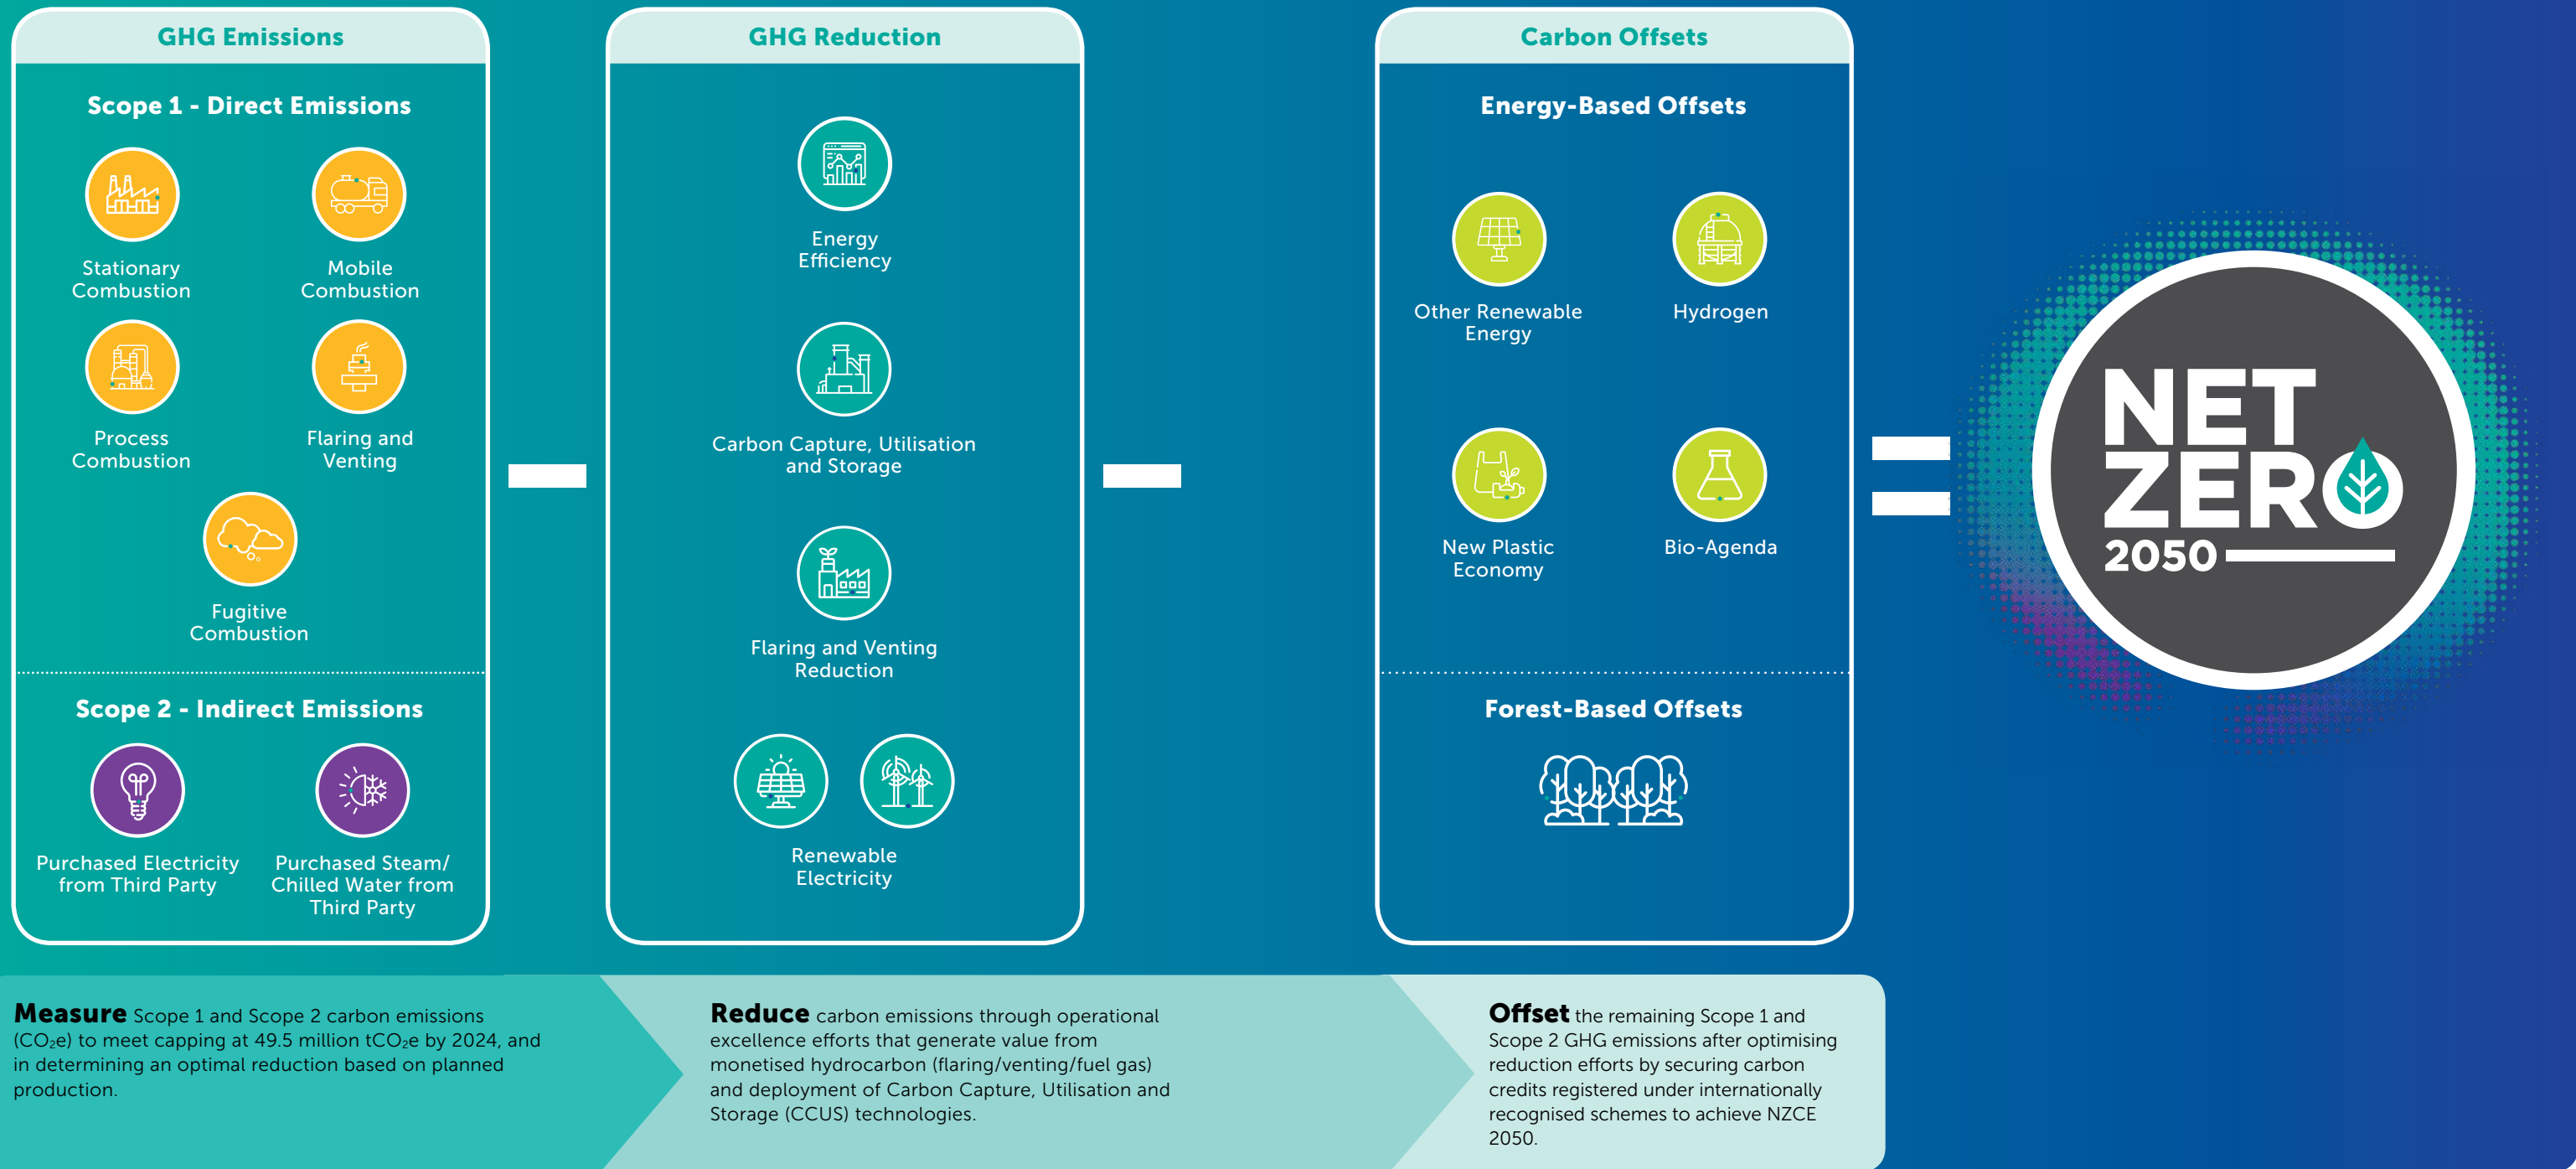 GHG Emissions
Scope 1 - Direct Emissions
Stationary
Combustion
Mobile
Combustion
Process
Combustion
Flaring and
Venting
Fugitive
Combustion
Scope 2 - Indirect Emissions
Purchased Electricity
from Third Party
Purchased Steam/
Chilled Water from
Third Party
GHG Reduction
Energy
Efficiency
Carbon Capture, Utilisation
and Storage
Flaring and Venting
Reduction
Renewable
Electricity
Carbon Offsets
Energy-Based Offsets
Other Renewable
Energy
Hydrogen
New Plastic
Economy
Bio-Agenda
Forest-Based Offsets
NET
ZERO
2050
Measure Scope 1 and Scope 2 carbon emissions
(CO₂e) to meet capping at 49.5 million tCO₂e by 2024, and
in determining an optimal reduction based on planned
production.
Reduce carbon emissions through operational
excellence efforts that generate value from
monetised hydrocarbon (flaring/venting/fuel gas)
and deployment of Carbon Capture, Utilisation and
Storage (CCUS) technologies.
Offset the remaining Scope 1 and
Scope 2 GHG emissions after optimising
reduction efforts by securing carbon
credits registered under internationally
recognised schemes to achieve NZCE
2050.